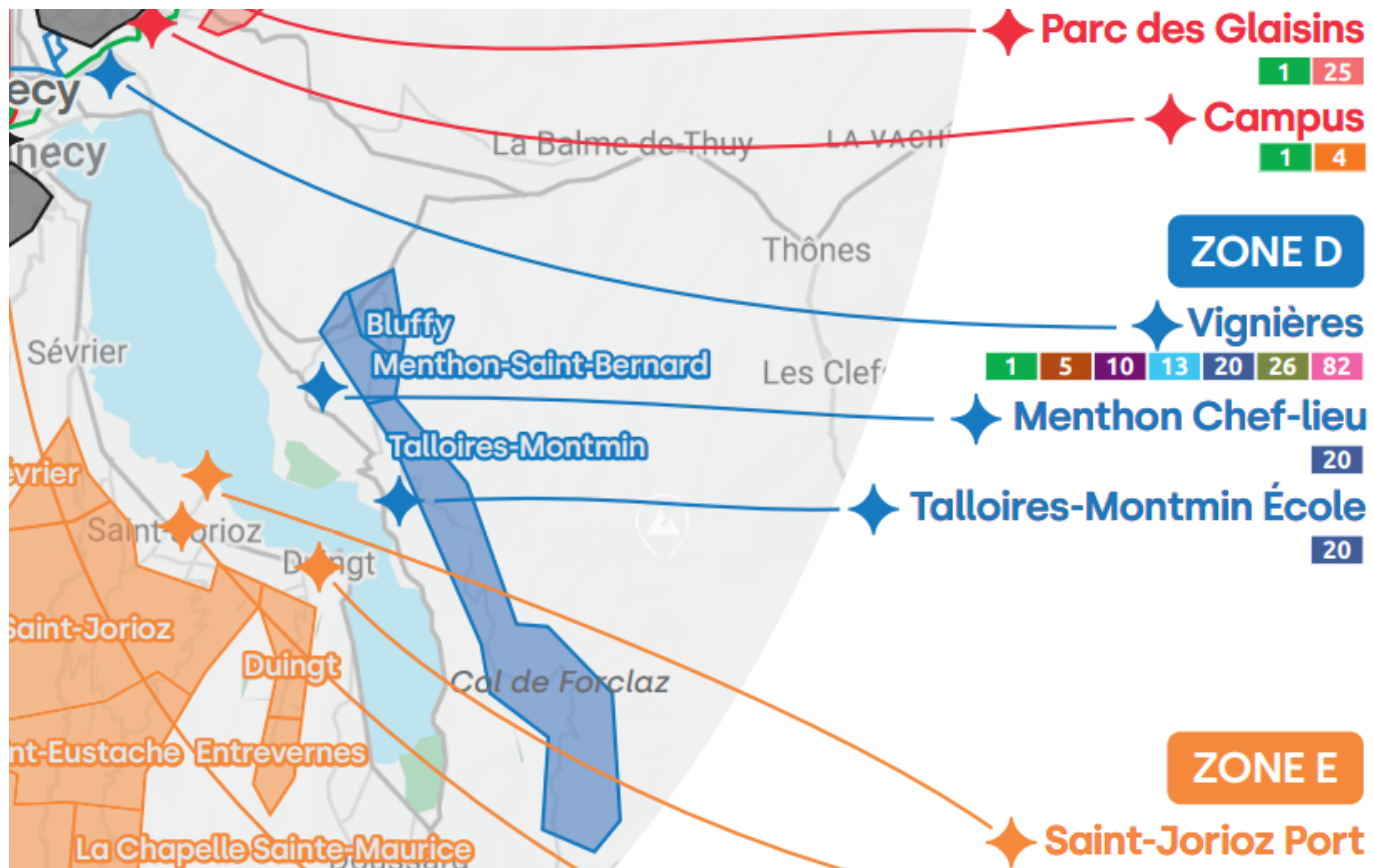 Parc des Glaisins
1 25
ecy
Campus
necy
La Balme-de-Thuy
LA VACH
1 4
Thônes
ZONE D
Bluffy
Vignières
Sévrier
Menthon-Saint-Bernard
Les Clefs
1 5 10 13 20 26 82
Menthon Chef-lieu
Talloires-Montmin
20
évrier
Talloires-Montmin École
Saint-Jorioz
Duingt
20
Saint-Jorioz
Duingt
Col de Forclaz
nt-Eustache
Entrevernes
ZONE E
Saint-Jorioz Port
La Chapelle Sainte-Maurice
Doussard